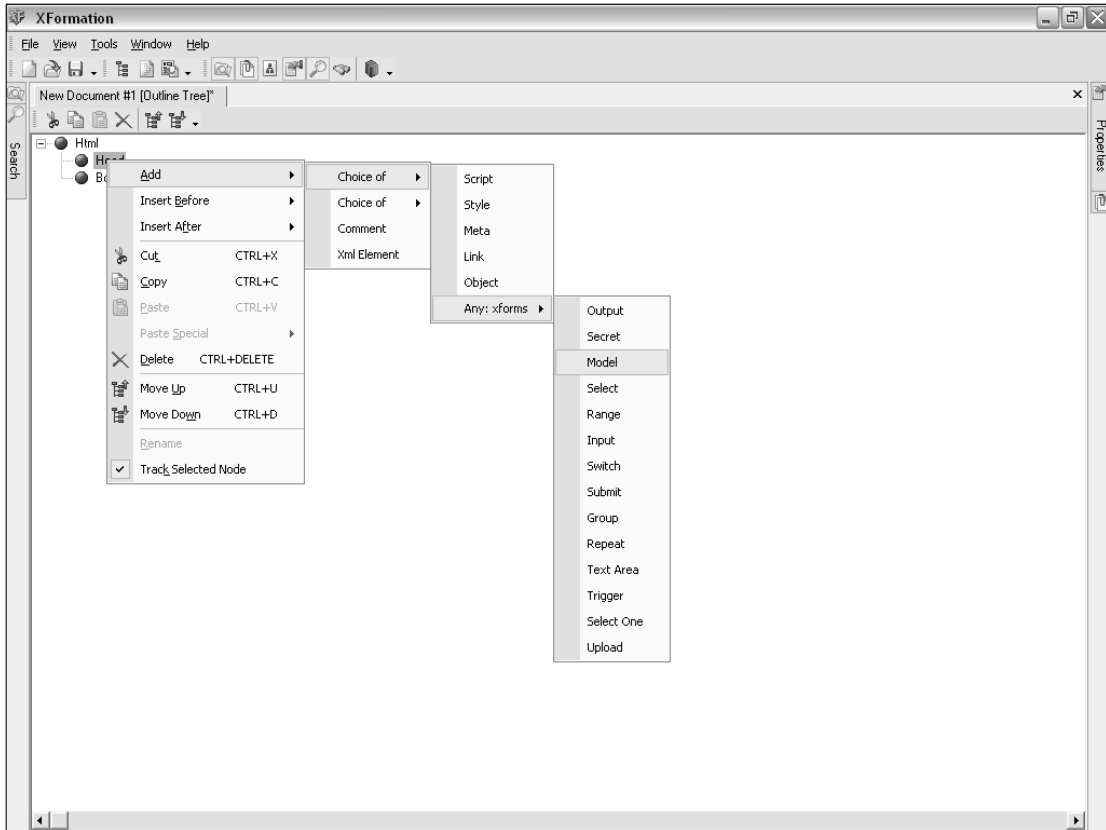 XFormation
File View Tools Window Help
New Document #1 [Outline Tree]*
Search
Properties
Html
Head
Add
Insert Before
Insert After
Cut CTRL+X
Copy CTRL+C
Paste CTRL+V
Paste Special
Delete CTRL+DELETE
Move Up CTRL+U
Move Down CTRL+D
Rename
Track Selected Node
Choice of
Choice of
Comment
Xml Element
Script
Style
Meta
Link
Object
Any: xforms
Output
Secret
Model
Select
Range
Input
Switch
Submit
Group
Repeat
Text Area
Trigger
Select One
Upload